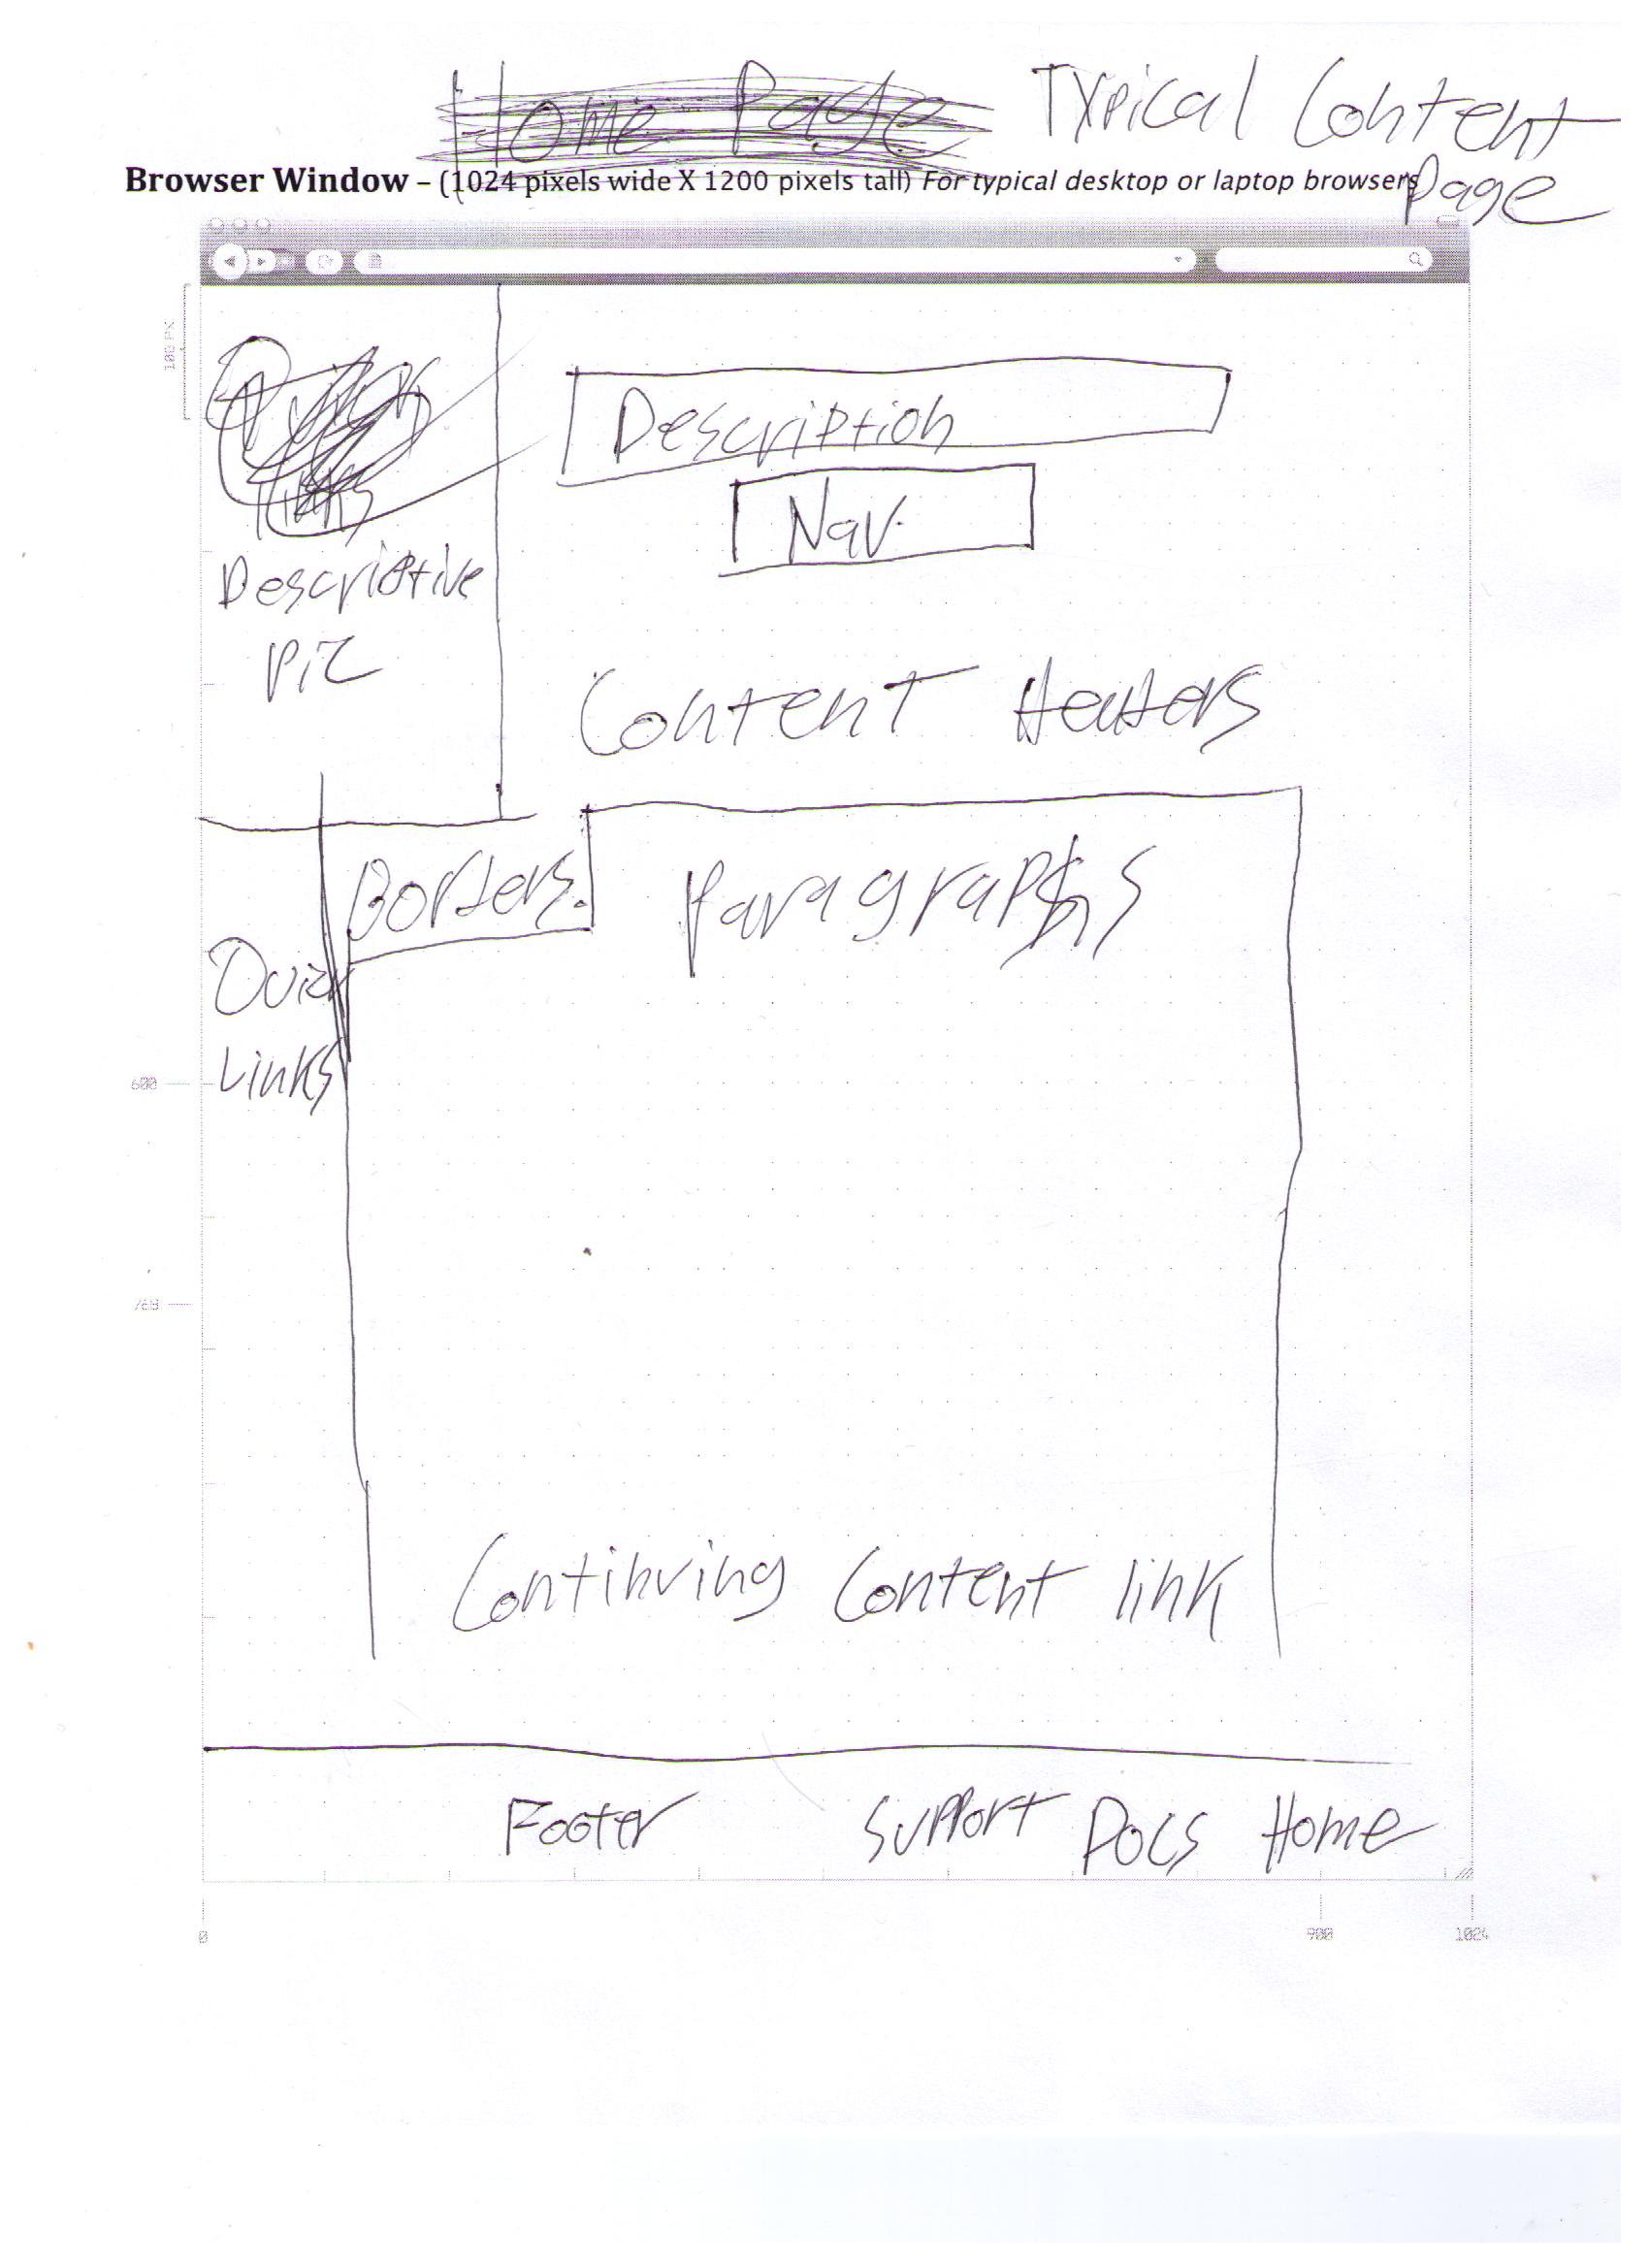 Home Page Typical Content
Page
Browser Window – (1024 pixels wide X 1200 pixels tall) For typical desktop or laptop browsers
100 PX
Quick
links
Description
Nav.
Descriptive
Pic
Content Headers
Borders.
Paragraphs
Quick
Links
600
768
Continuing Content link
Footer Support Docs Home
0 900 1024